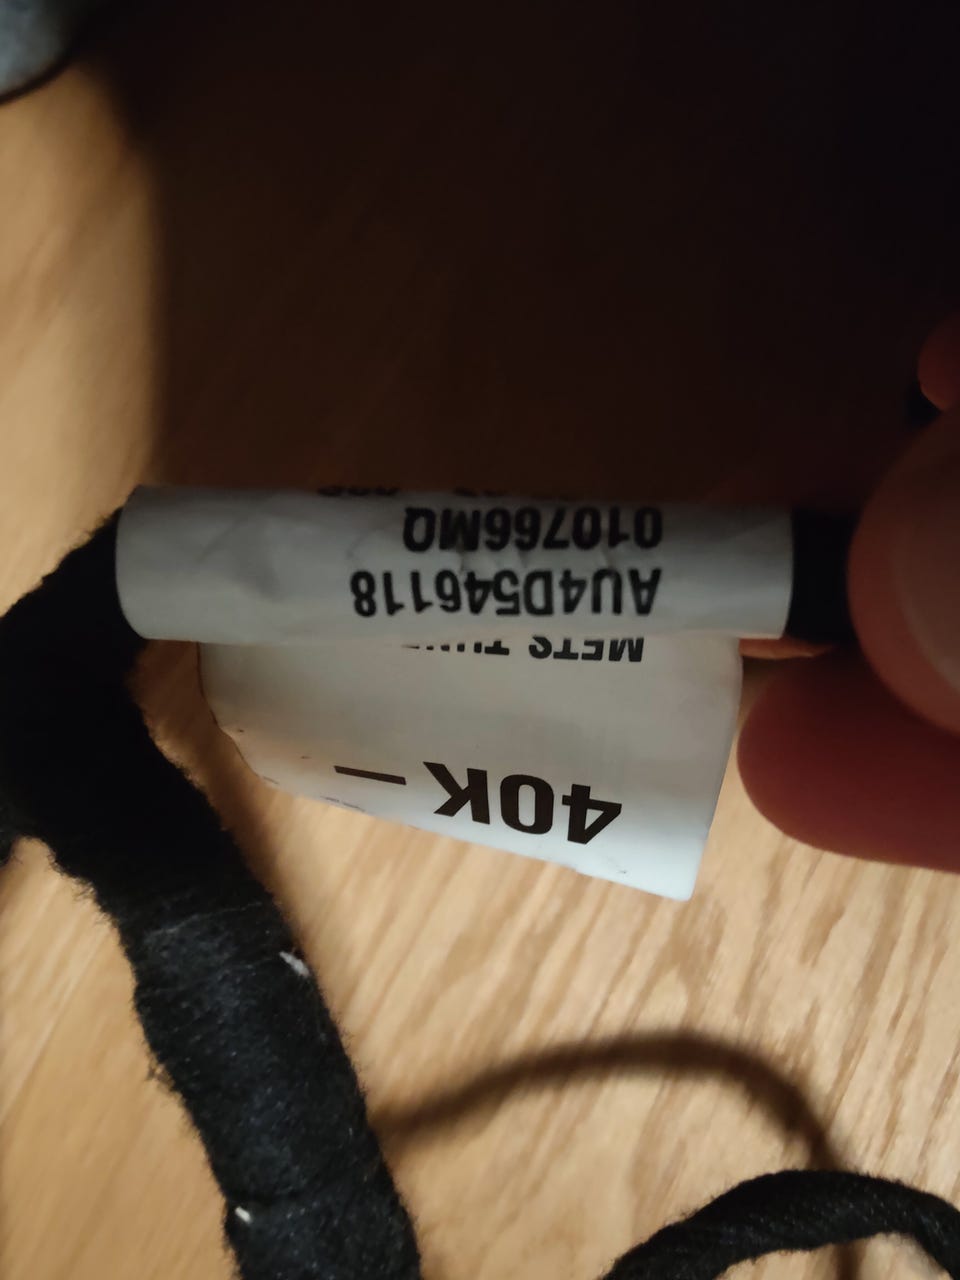 40K —
METS
AU4D546118
010766MQ